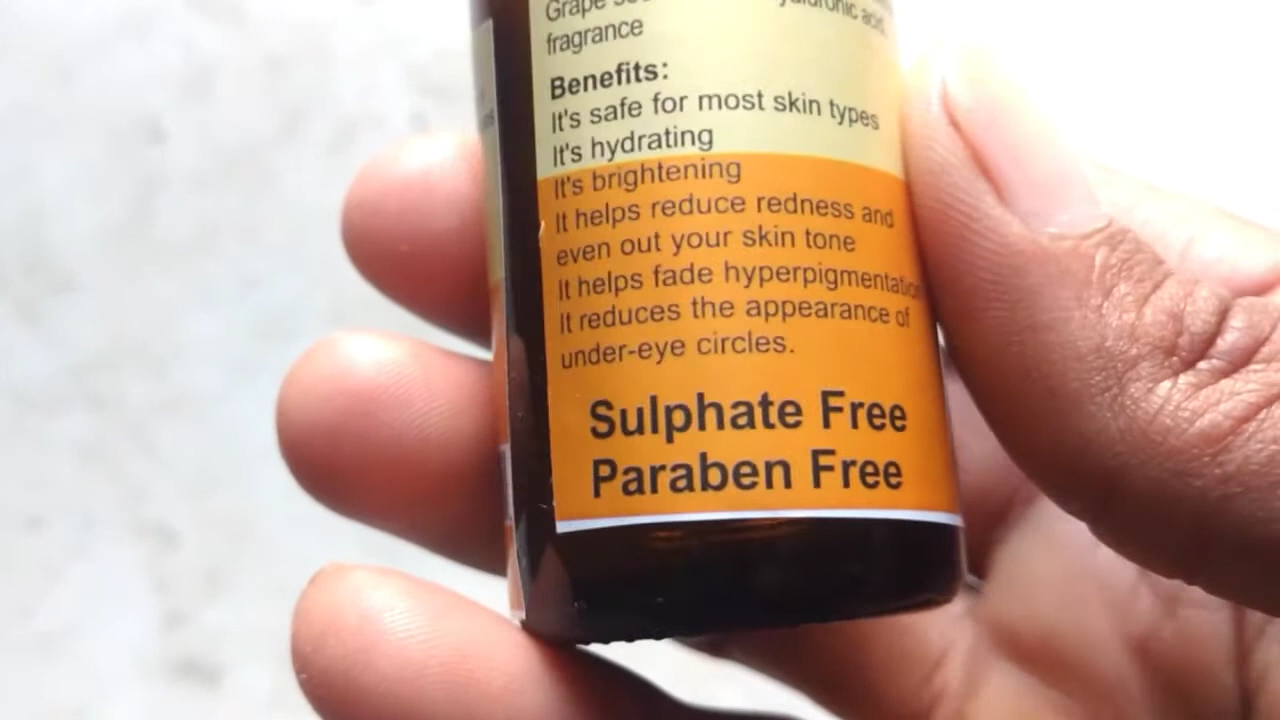 Grape
fragrance
Benefits:
It's safe for most skin types
It's hydrating
It's brightening
It helps reduce redness and
even out your skin tone
It helps fade hyperpigmentation
It reduces the appearance of
under-eye circles.
Sulphate Free
Paraben Free